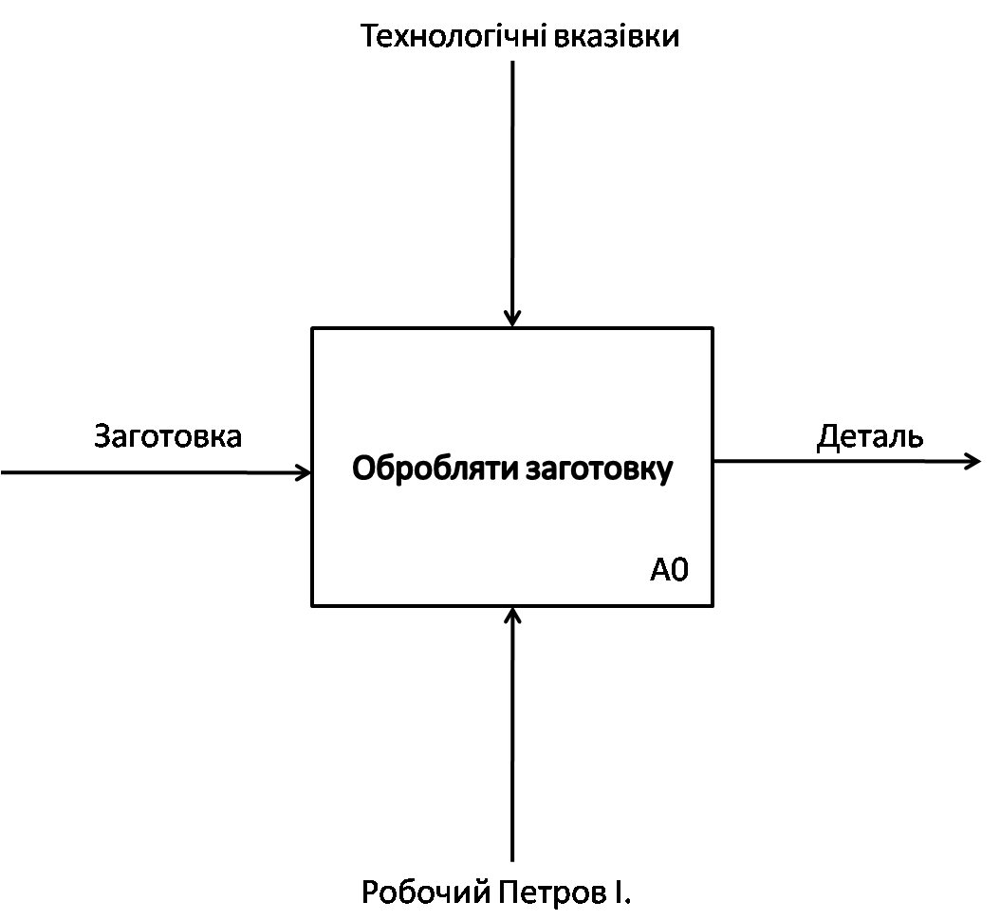 Технологічні вказівки
Заготовка
Обробляти заготовку
Деталь
А0
Робочий Петров І.